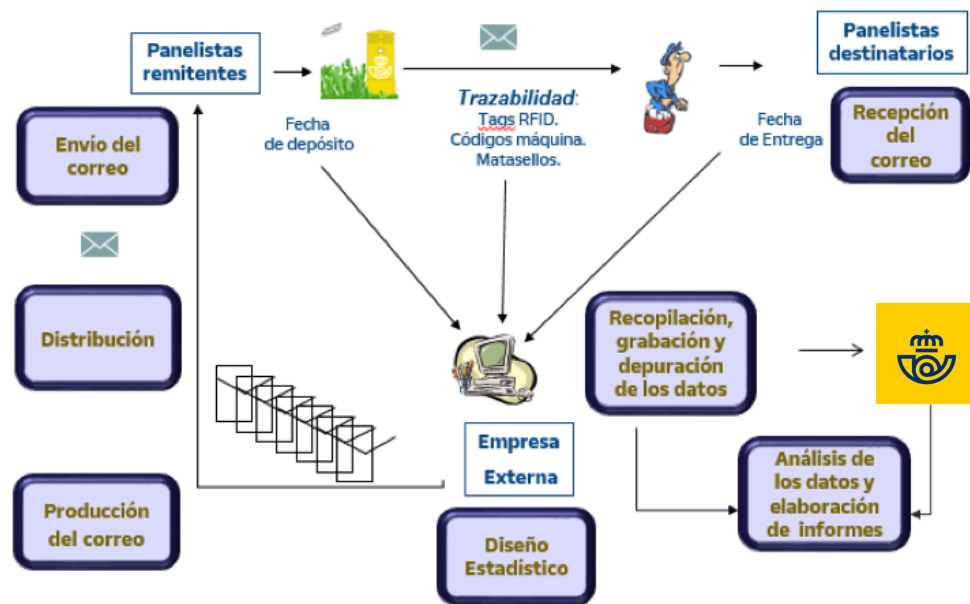 Panelistas
remitentes
Panelistas
destinatarios
Trazabilidad:
Tags RFID.
Códigos máquina.
Matasellos.
Fecha
de depósito
Fecha
de Entrega
Envío del
correo
Recepción
del
correo
Distribución
Recopilación,
grabación y
depuración
de los datos
Empresa
Externa
Análisis de
los datos y
elaboración
de informes
Producción
del correo
Diseño
Estadístico